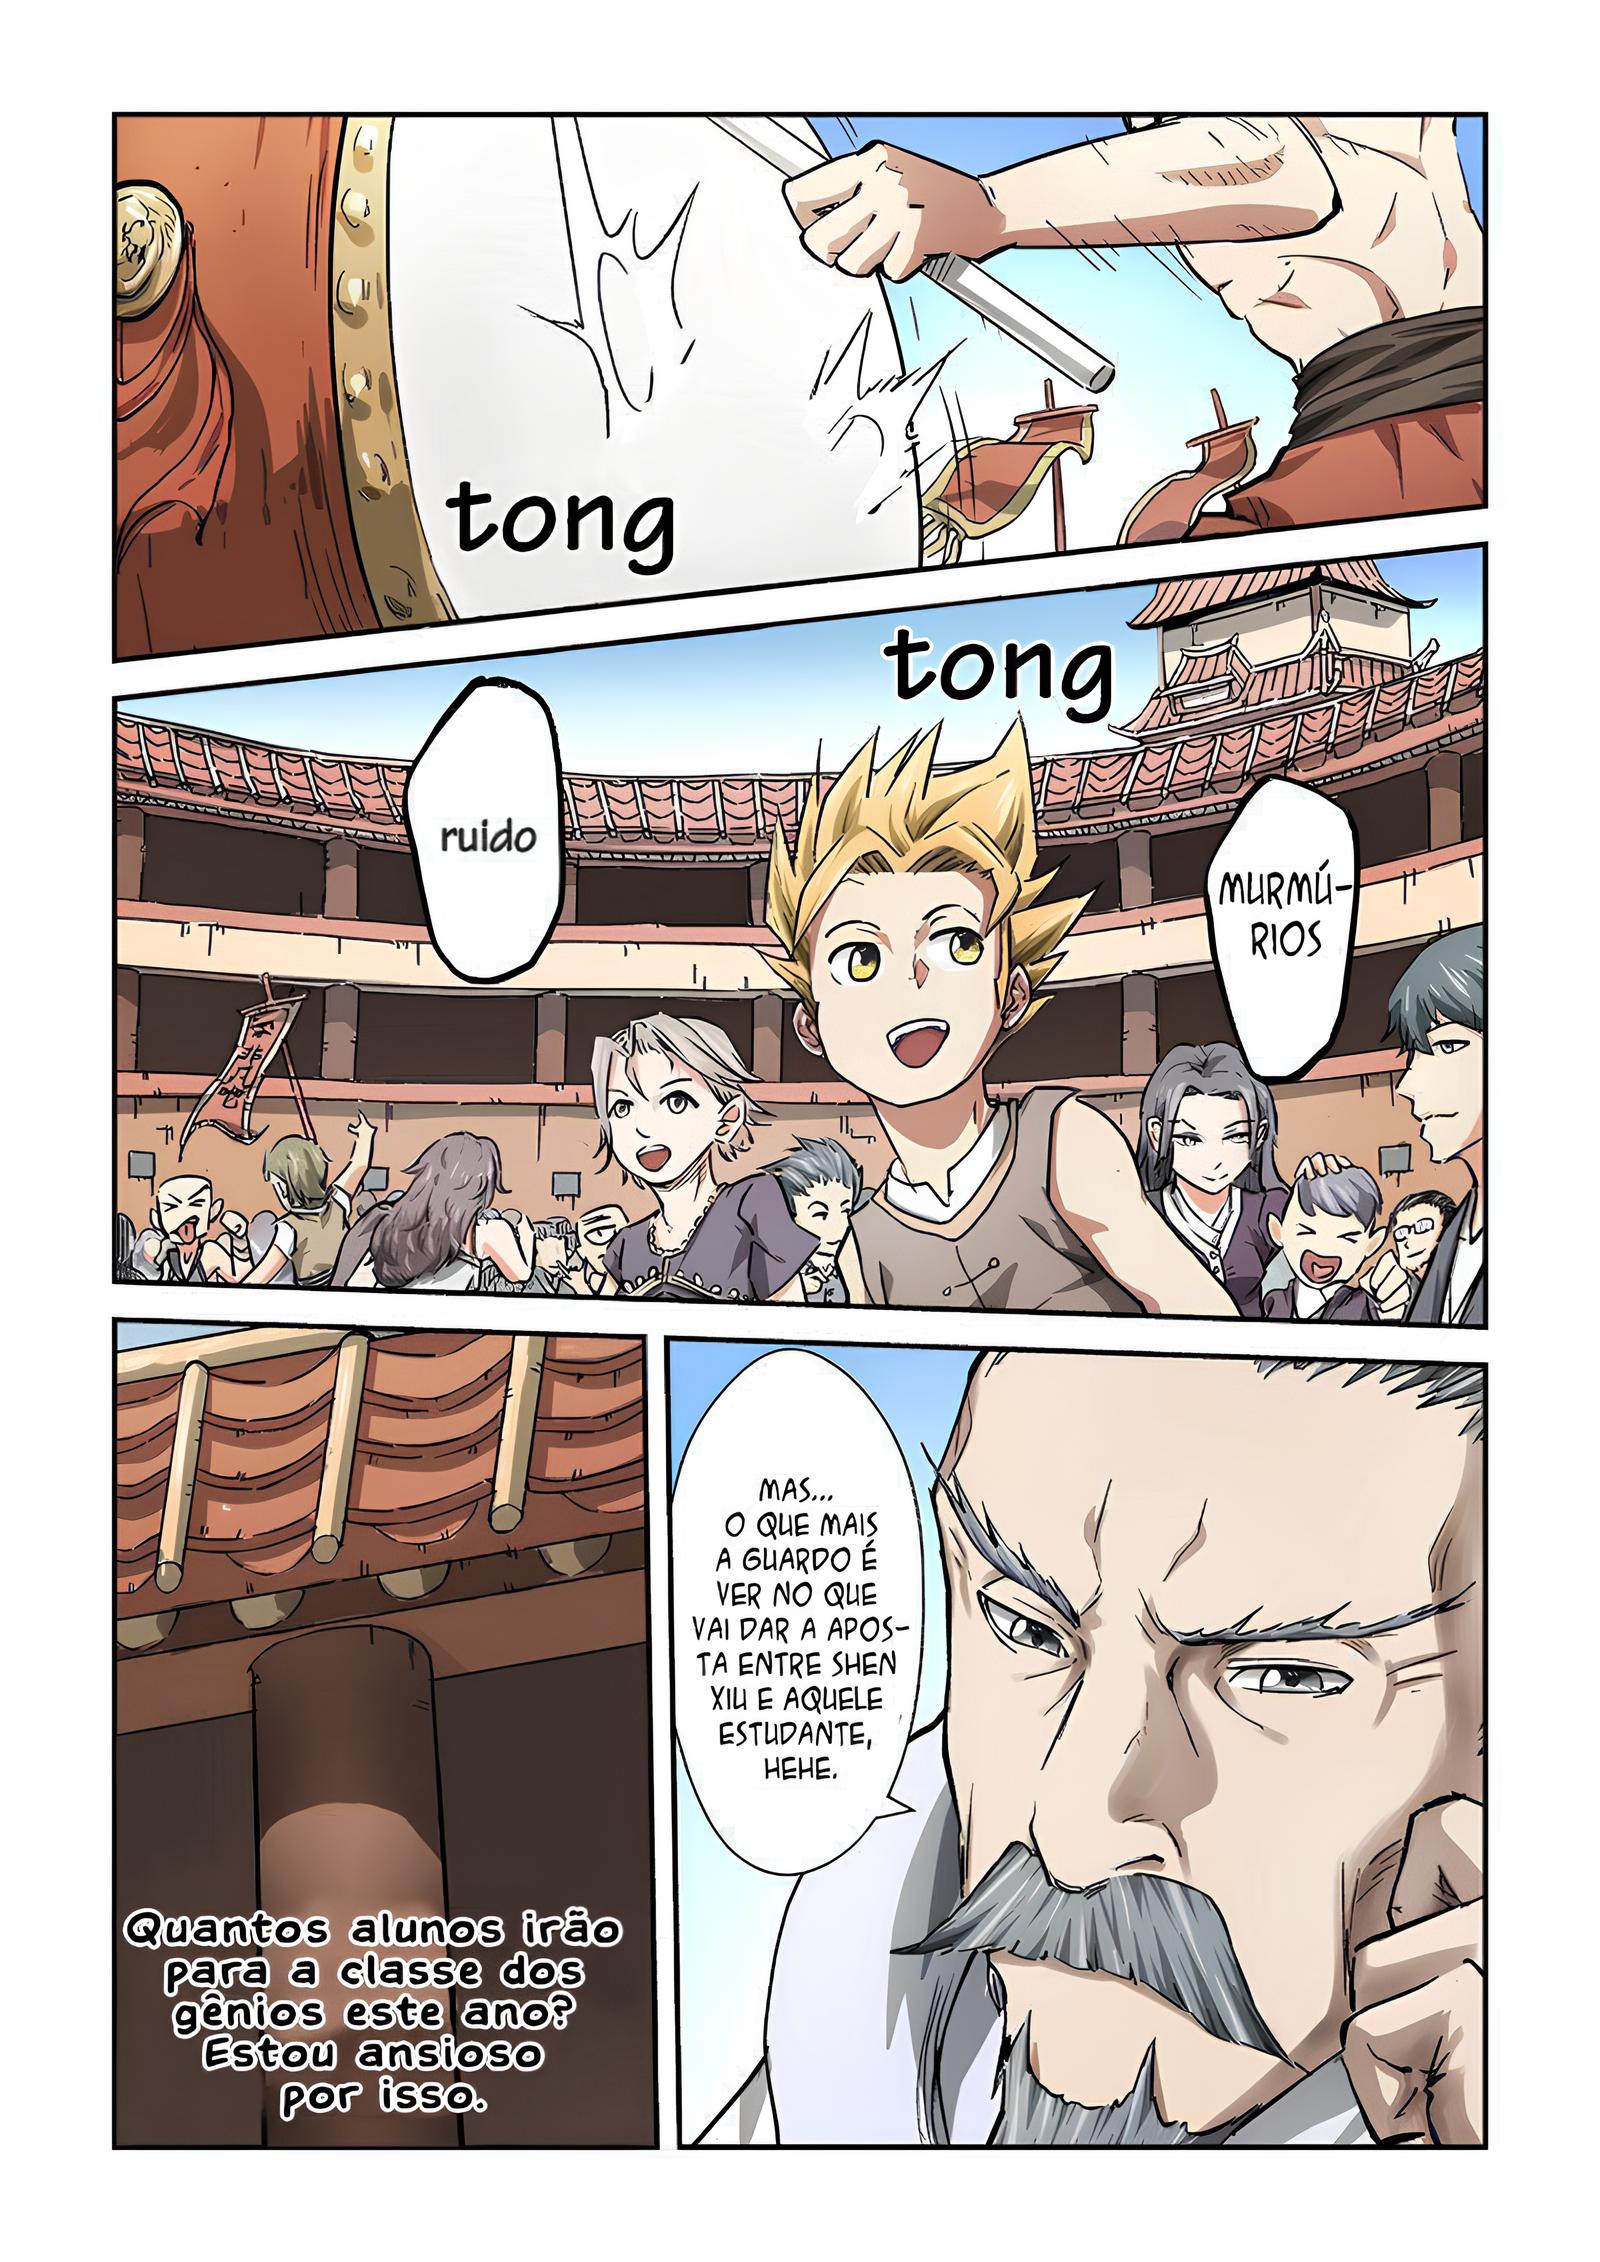 tong
tong
ruido
MURMÚ-
RIOS
Quantos alunos irão
para a classe dos
gênios este ano?
Estou ansioso
por isso.
MAS...
O QUE MAIS
A GUARDO É
VER NO QUE
VAI DAR A APOS-
TA ENTRE SHEN
XIU E AQUELE
ESTUDANTE,
HEHE.